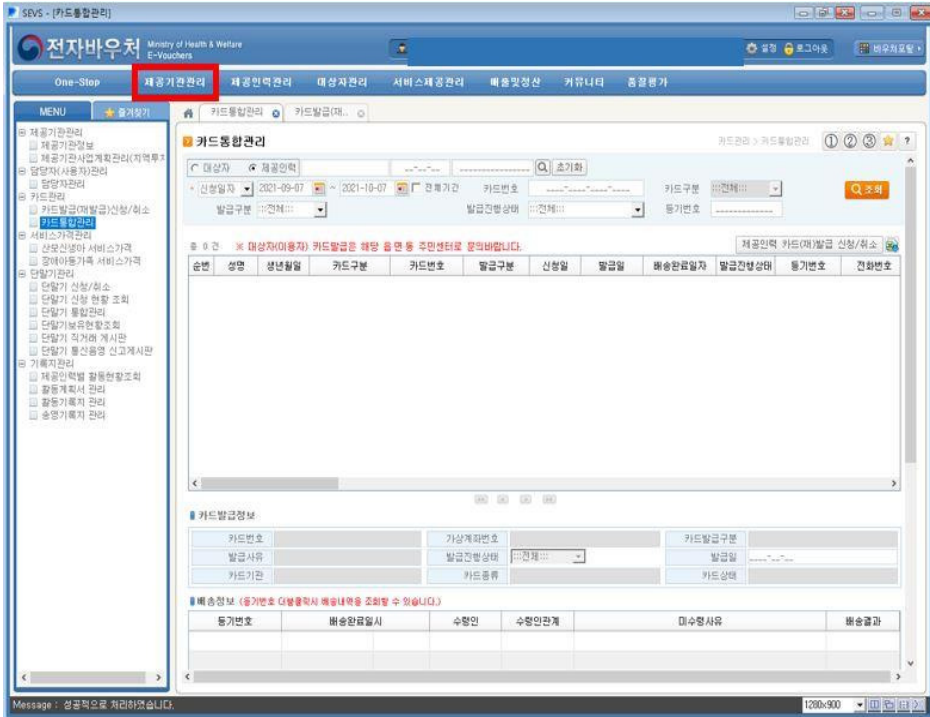 SEVS - [카드통합관리]
전자바우처 Ministry of Health & Welfare
E-Vouchers
설정 로그아웃 바우처포탈
One-Stop 제공기관관리 제공인력관리 대상자관리 서비스제공관리 비용및정산 커뮤니티 품질평가
MENU 즐겨찾기
카드통합관리 카드발급(재..
제공기관관리
제공기관정보
제공기관사업계획관리(지역투자
담당자(사용자)관리
담당자관리
카드관리
카드발급(재발급)신청/취소
카드통합관리
서비스가격관리
산모신생아 서비스가격
장애아동가족 서비스가격
단말기관리
단말기 신청/취소
단말기 신청 현황 조회
단말기 통합관리
단말기보유현황조회
단말기 직거래 게시판
단말기 통신음영 신고게시판
기록지관리
제공인력별 활동현황조회
활동계획서 관리
활동기록지 관리
송영기록지 관리
카드통합관리 카드관리 > 카드통합관리 ① ② ③ ?
대상자 제공인력 초기화
신청일자 2021-09-07 ~ 2021-10-07 전체기간 카드번호 카드구분 :::전체::: 조회
발급구분 :::전체::: 발급진행상태 :::전체::: 등기번호
총 0 건 ※ 대상자(이용자) 카드발급은 해당 읍면동 주민센터로 문의바랍니다. 제공인력 카드(재)발급 신청/취소
순번 성명 생년월일 카드구분 카드번호 발급구분 신청일 발급일 배송완료일자 발급진행상태 등기번호 전화번호
카드발급정보
카드번호 가상계좌번호 카드발급구분
발급사유 발급진행상태 :::전체::: 발급일
카드기관 카드종류 카드상태
배송정보 (등기번호 더블클릭시 배송내역을 조회할 수 있습니다.)
등기번호 배송완료일시 수령인 수령인관계 미수령사유 배송결과
Message : 성공적으로 처리하였습니다.
1280x900